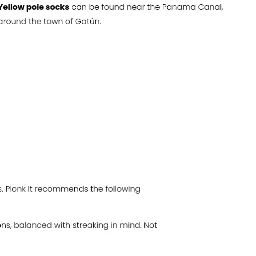 Yellow pole socks can be found near the Panama Canal,
around the town of Gatún.
s. Plonk it recommends the following
ons, balanced with streaking in mind. Not